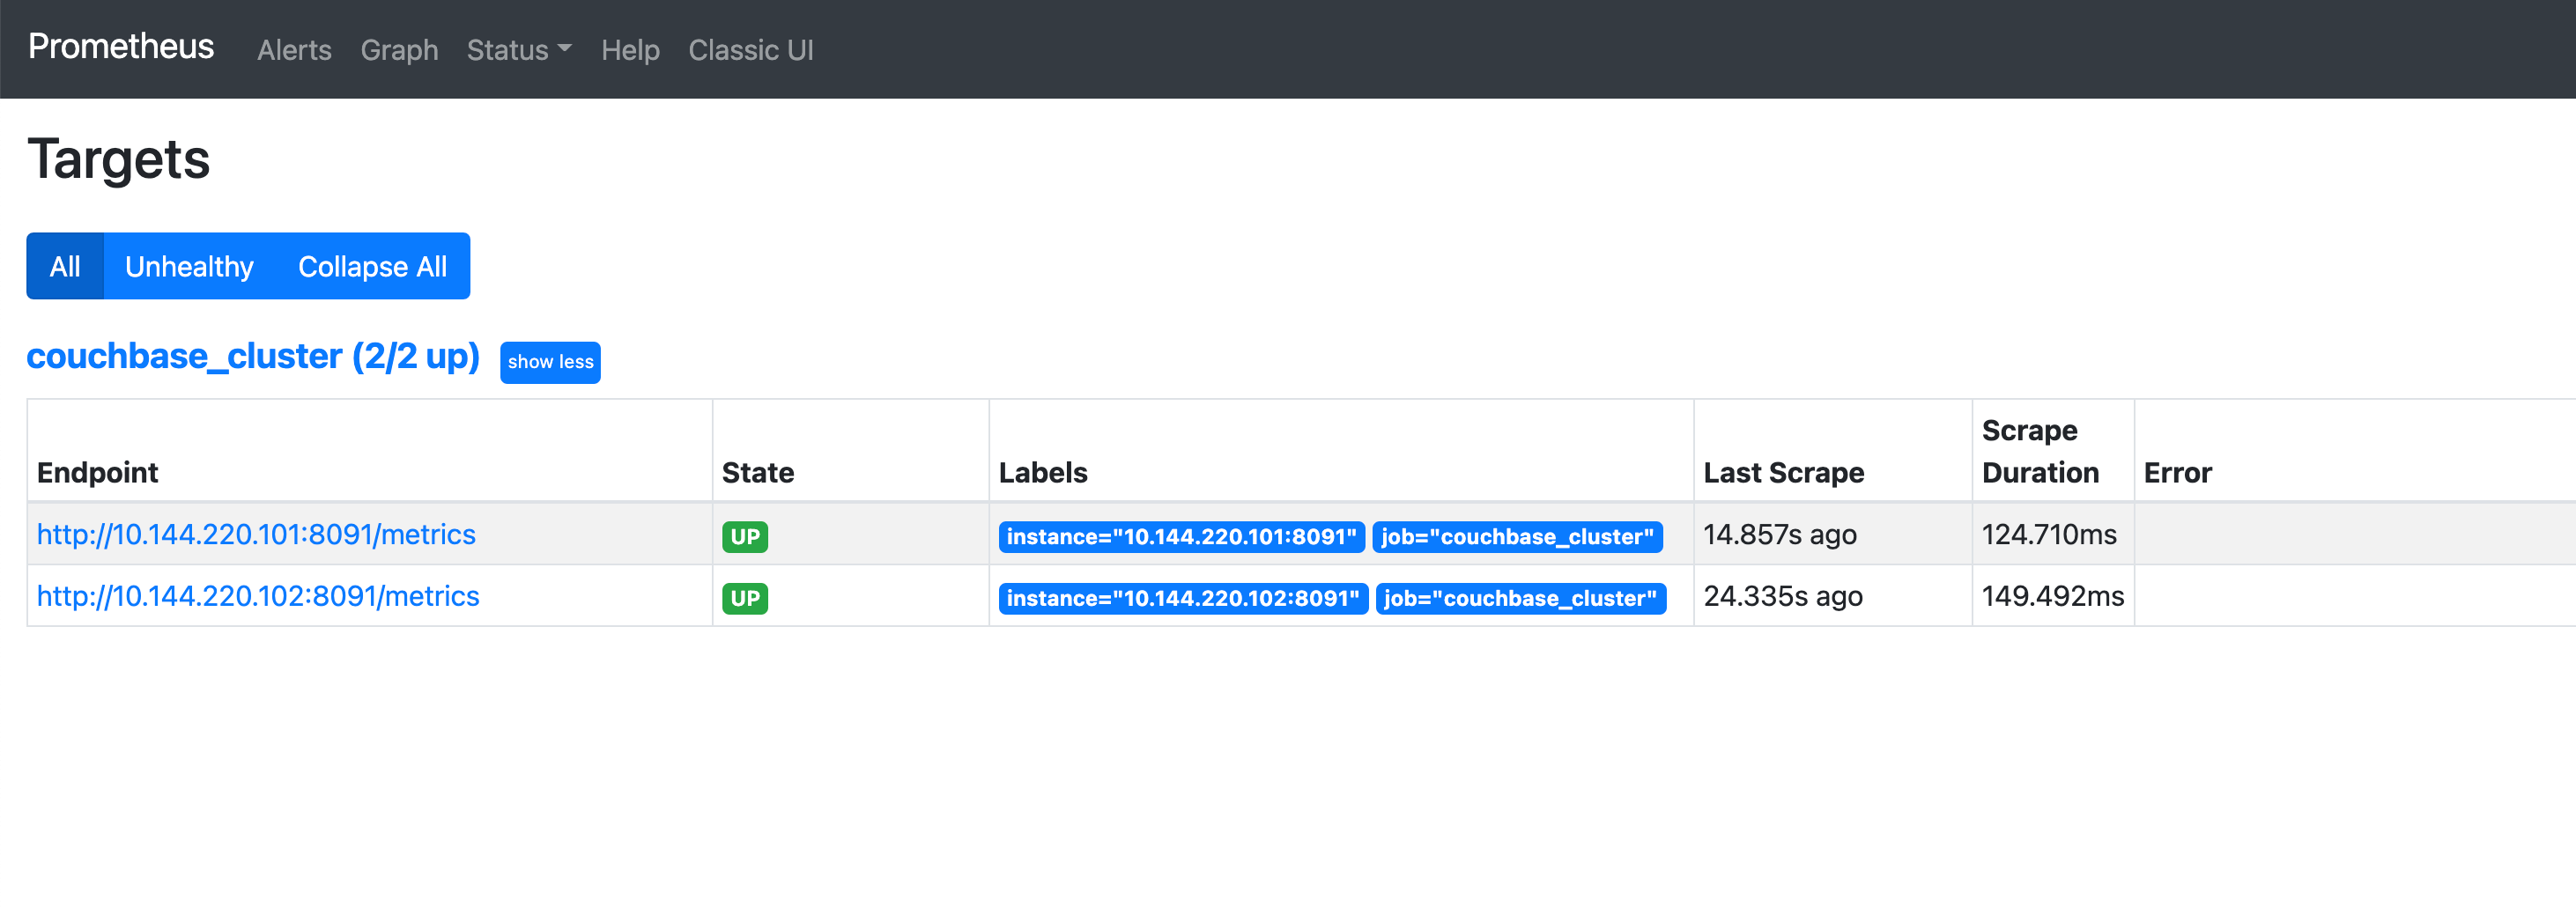 Prometheus Alerts Graph Status Help Classic UI
Targets
All Unhealthy Collapse All
couchbase_cluster (2/2 up) show less
Endpoint State Labels Last Scrape Scrape Duration Error
http://10.144.220.101:8091/metrics UP instance="10.144.220.101:8091" job="couchbase_cluster" 14.857s ago 124.710ms
http://10.144.220.102:8091/metrics UP instance="10.144.220.102:8091" job="couchbase_cluster" 24.335s ago 149.492ms